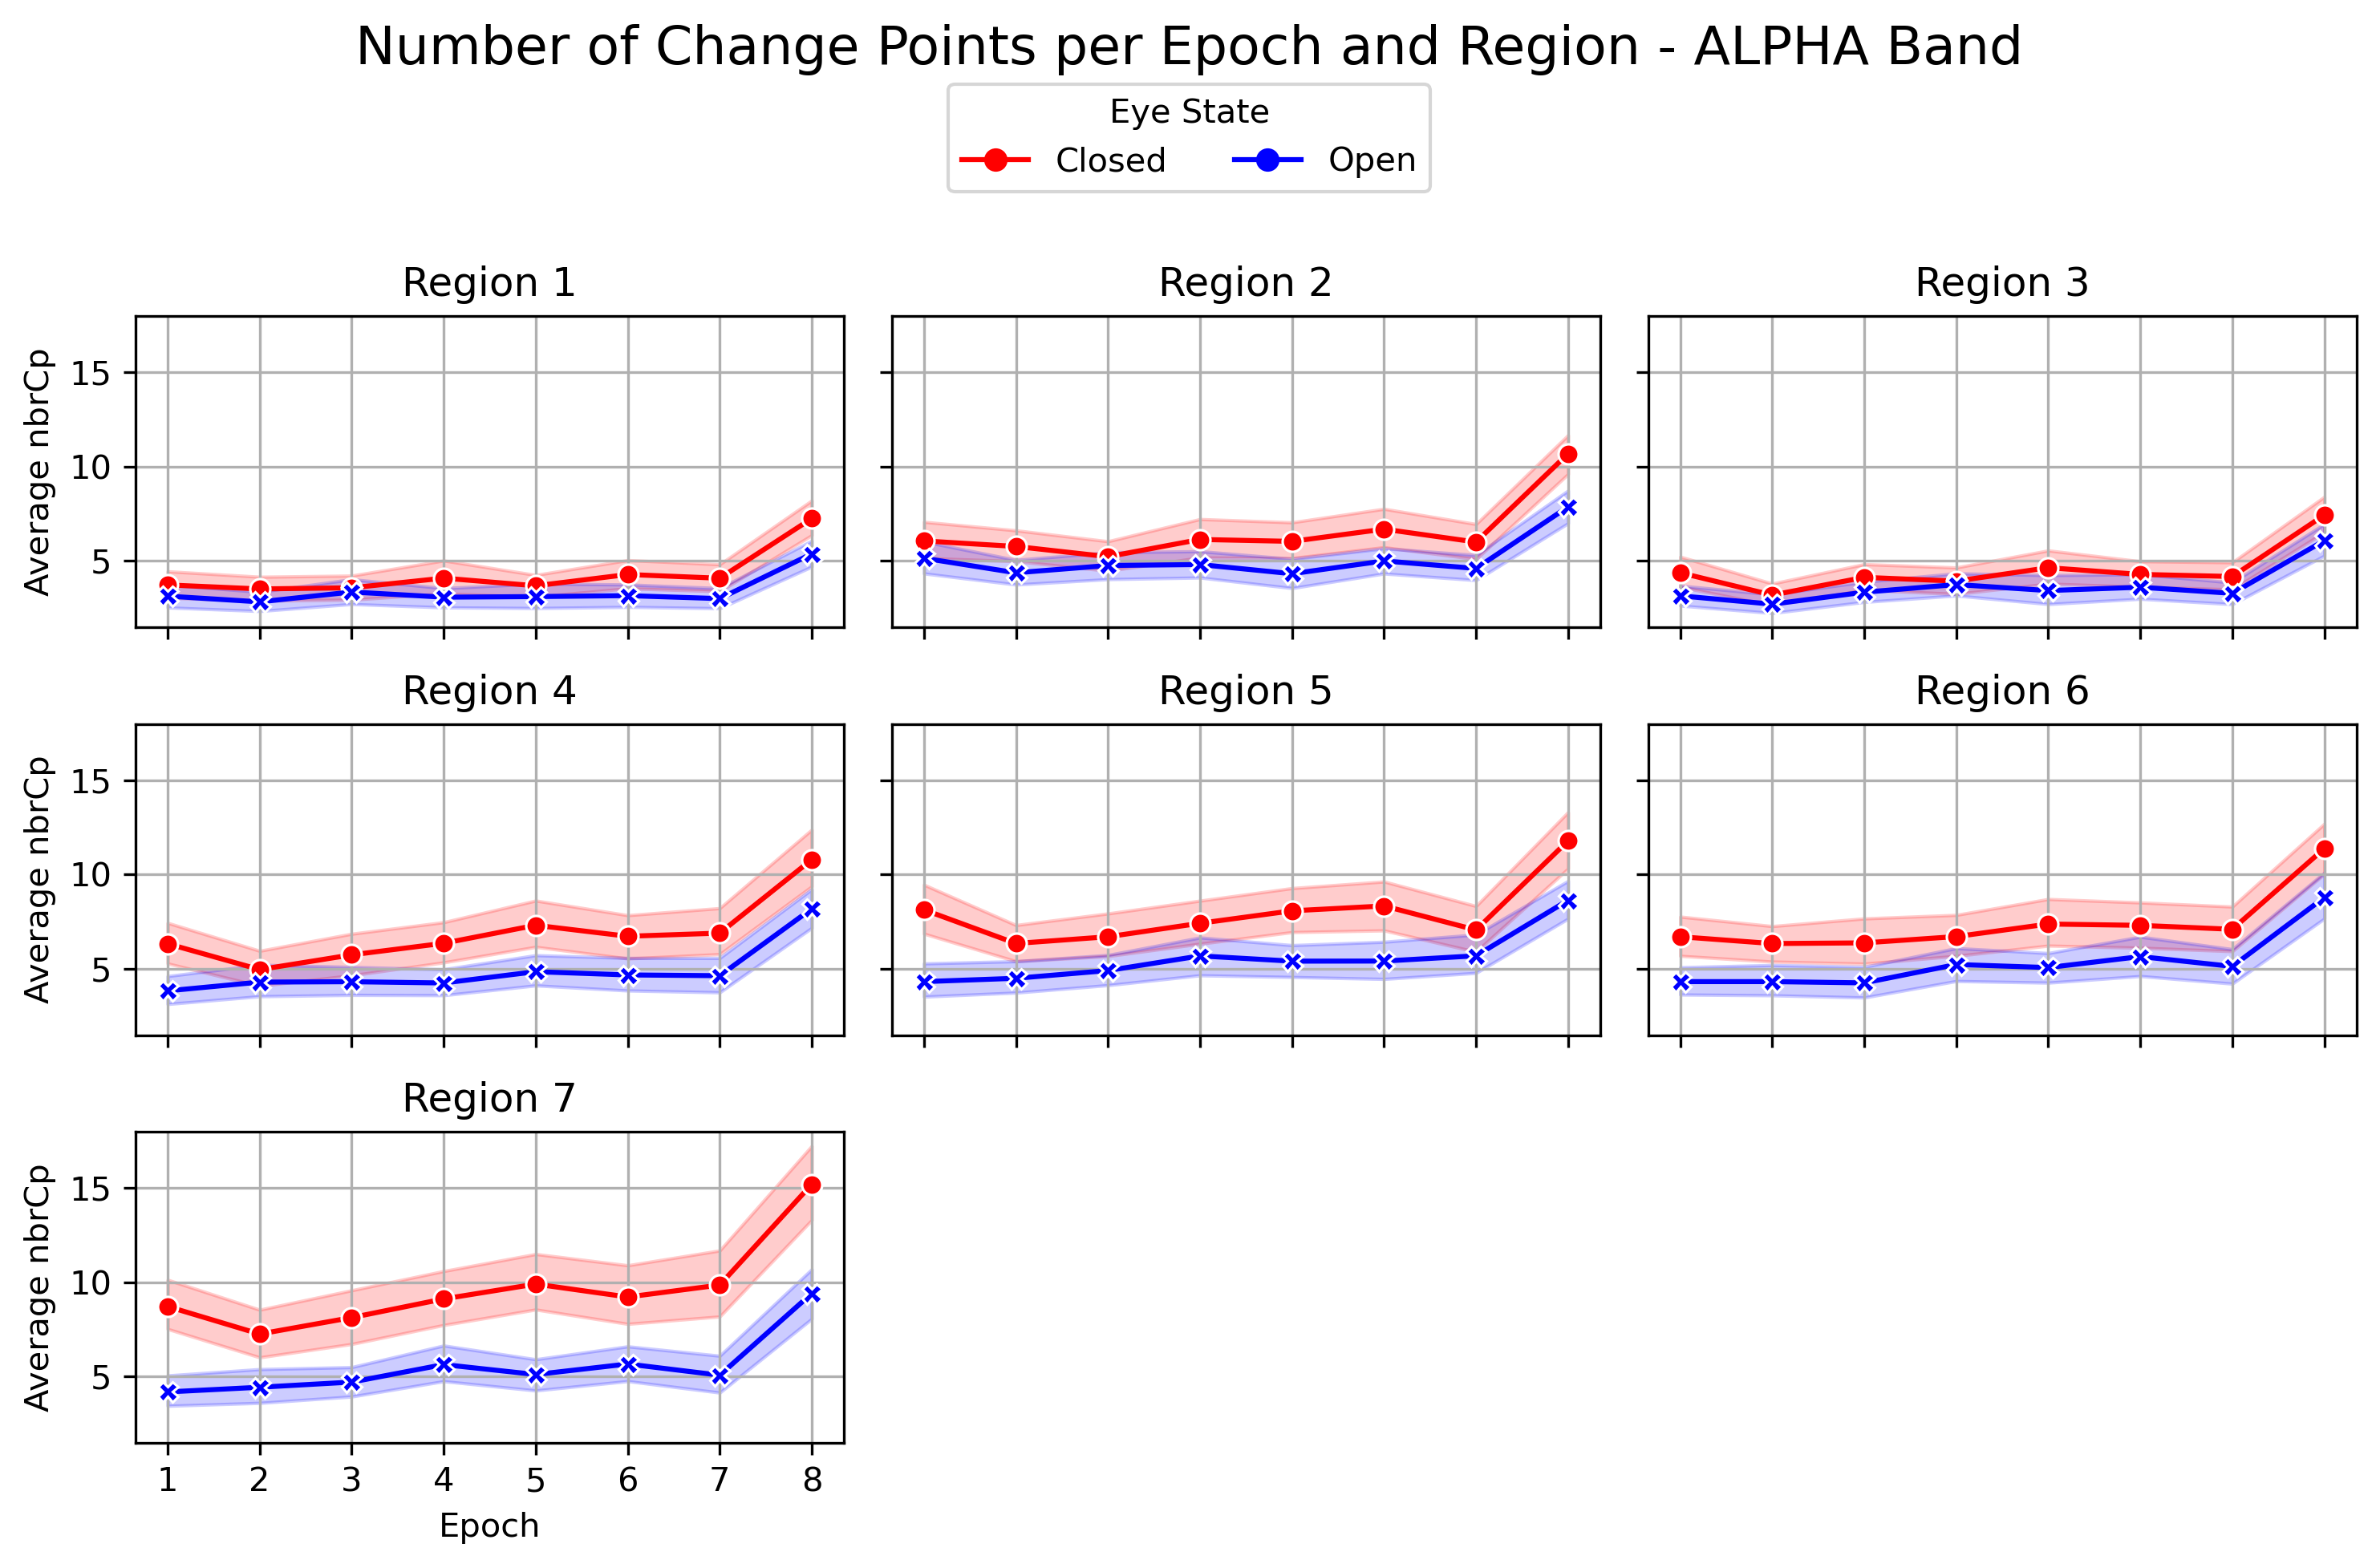 Number of Change Points per Epoch and Region - ALPHA Band
Eye State
Closed Open
Region 1 Region 2 Region 3
Average nbrCp
15
10
5
Region 4 Region 5 Region 6
Average nbrCp
15
10
5
Region 7
Average nbrCp
15
10
5
1 2 3 4 5 6 7 8
Epoch